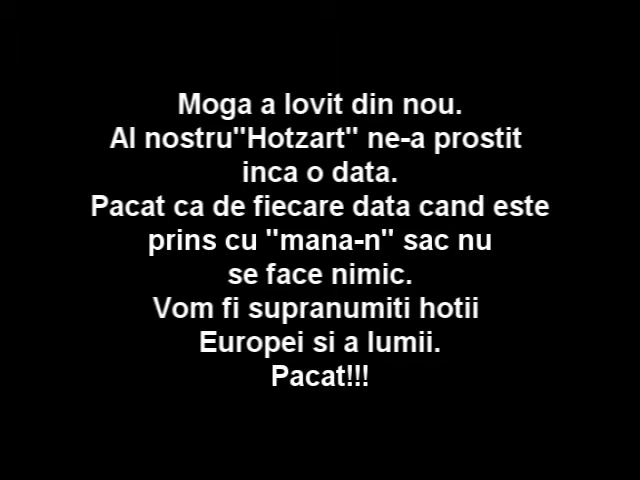 Moga a lovit din nou.
Al nostru"Hotzart" ne-a prostit
inca o data.
Pacat ca de fiecare data cand este
prins cu "mana-n" sac nu
se face nimic.
Vom fi supranumiti hotii
Europei si a lumii.
Pacat!!!